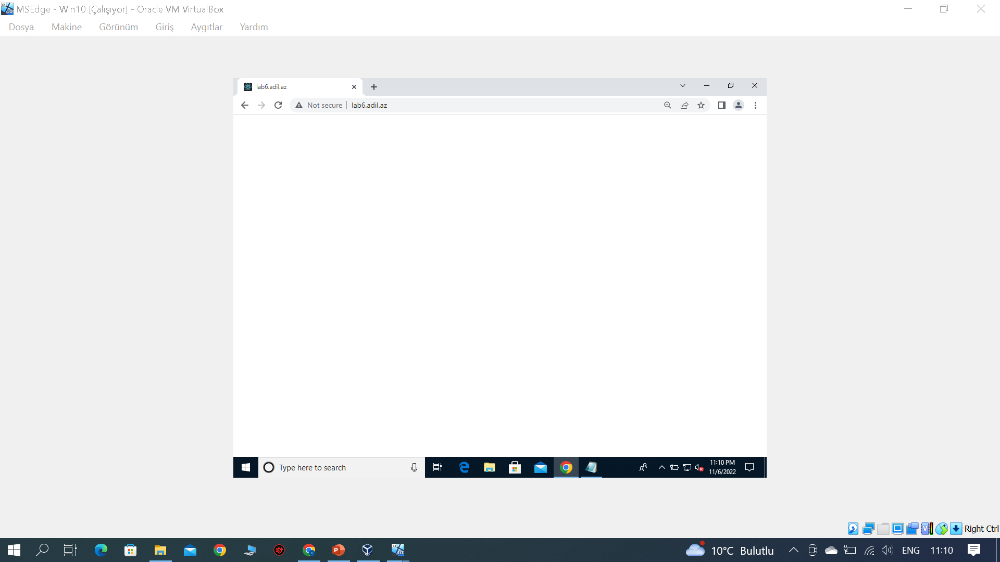 MSEdge - Win10 [Çalışıyor] - Oracle VM VirtualBox
Dosya Makine Görünüm Giriş Aygıtlar Yardım
lab6.adil.az
Not secure lab6.adil.az
Type here to search
11:10 PM
11/6/2022
Right Ctrl
10°C Bulutlu ENG 11:10